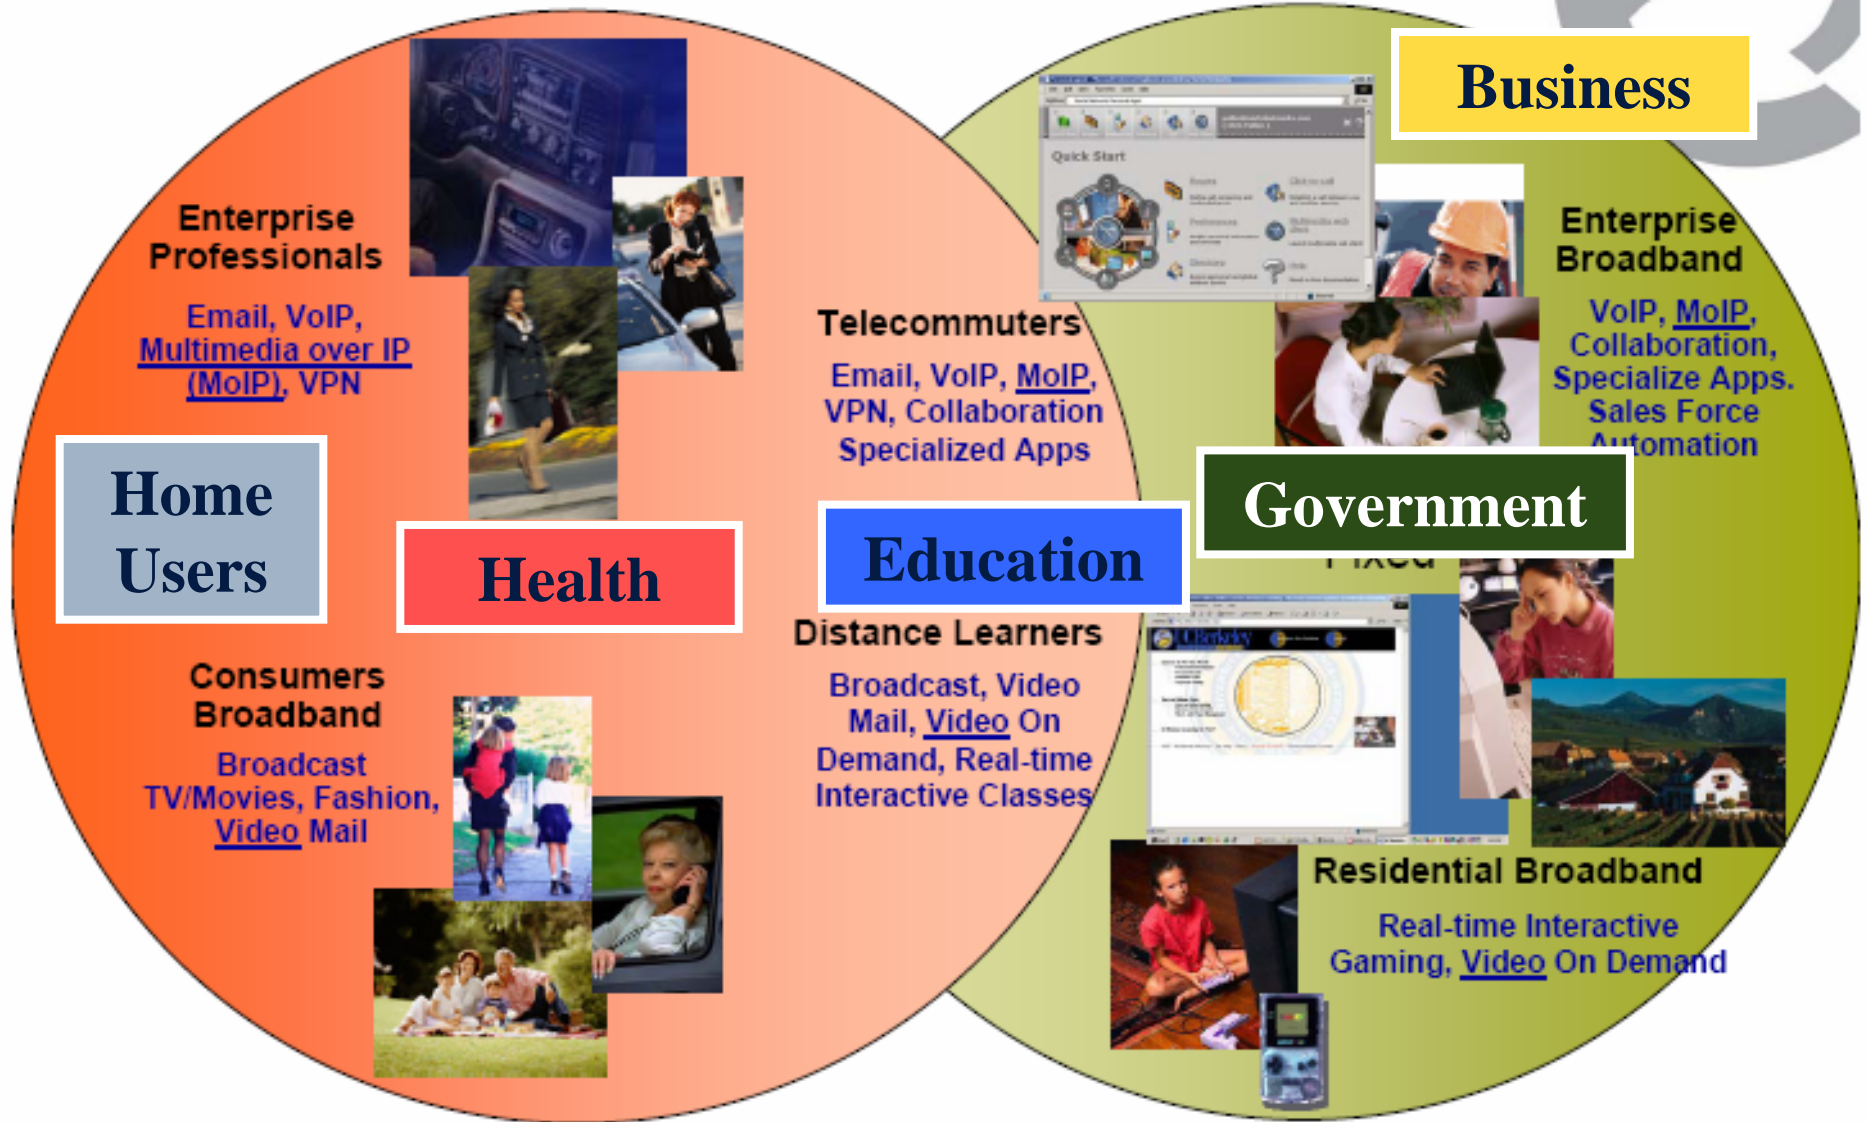 Business
Quick Start
Enterprise
Professionals
Email, VoIP,
Multimedia over IP
(MoIP), VPN
Enterprise
Broadband
VoIP, MoIP,
Collaboration,
Specialize Apps.
Sales Force
Automation
Telecommuters
Email, VoIP, MoIP,
VPN, Collaboration
Specialized Apps
Home
Users
Health
Education
Government
Fixed
Distance Learners
Broadcast, Video
Mail, Video On
Demand, Real-time
Interactive Classes
UC Berkeley
Consumers
Broadband
Broadcast
TV/Movies, Fashion,
Video Mail
Residential Broadband
Real-time Interactive
Gaming, Video On Demand